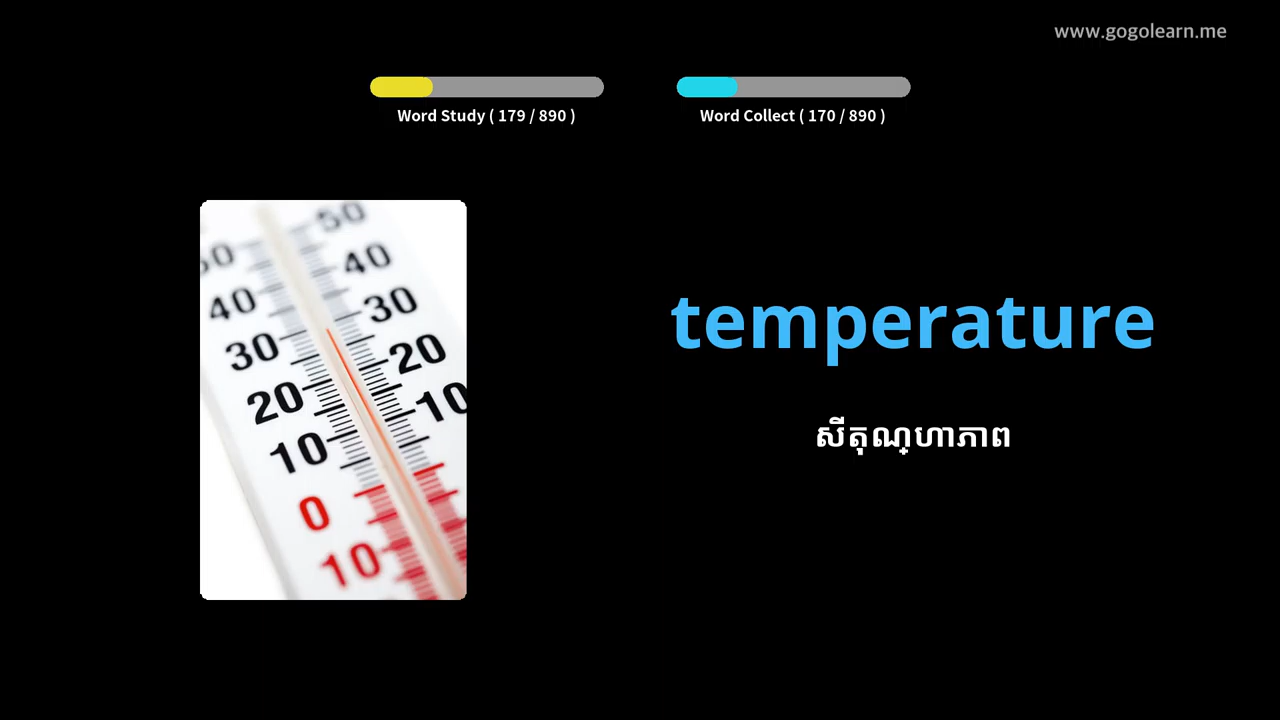 www.gogolearn.me
Word Study ( 179 / 890 )
Word Collect ( 170 / 890 )
50
50
40
40
30
30
20
20
10
10
0
10
temperature
សីតុណ្ហាភាព